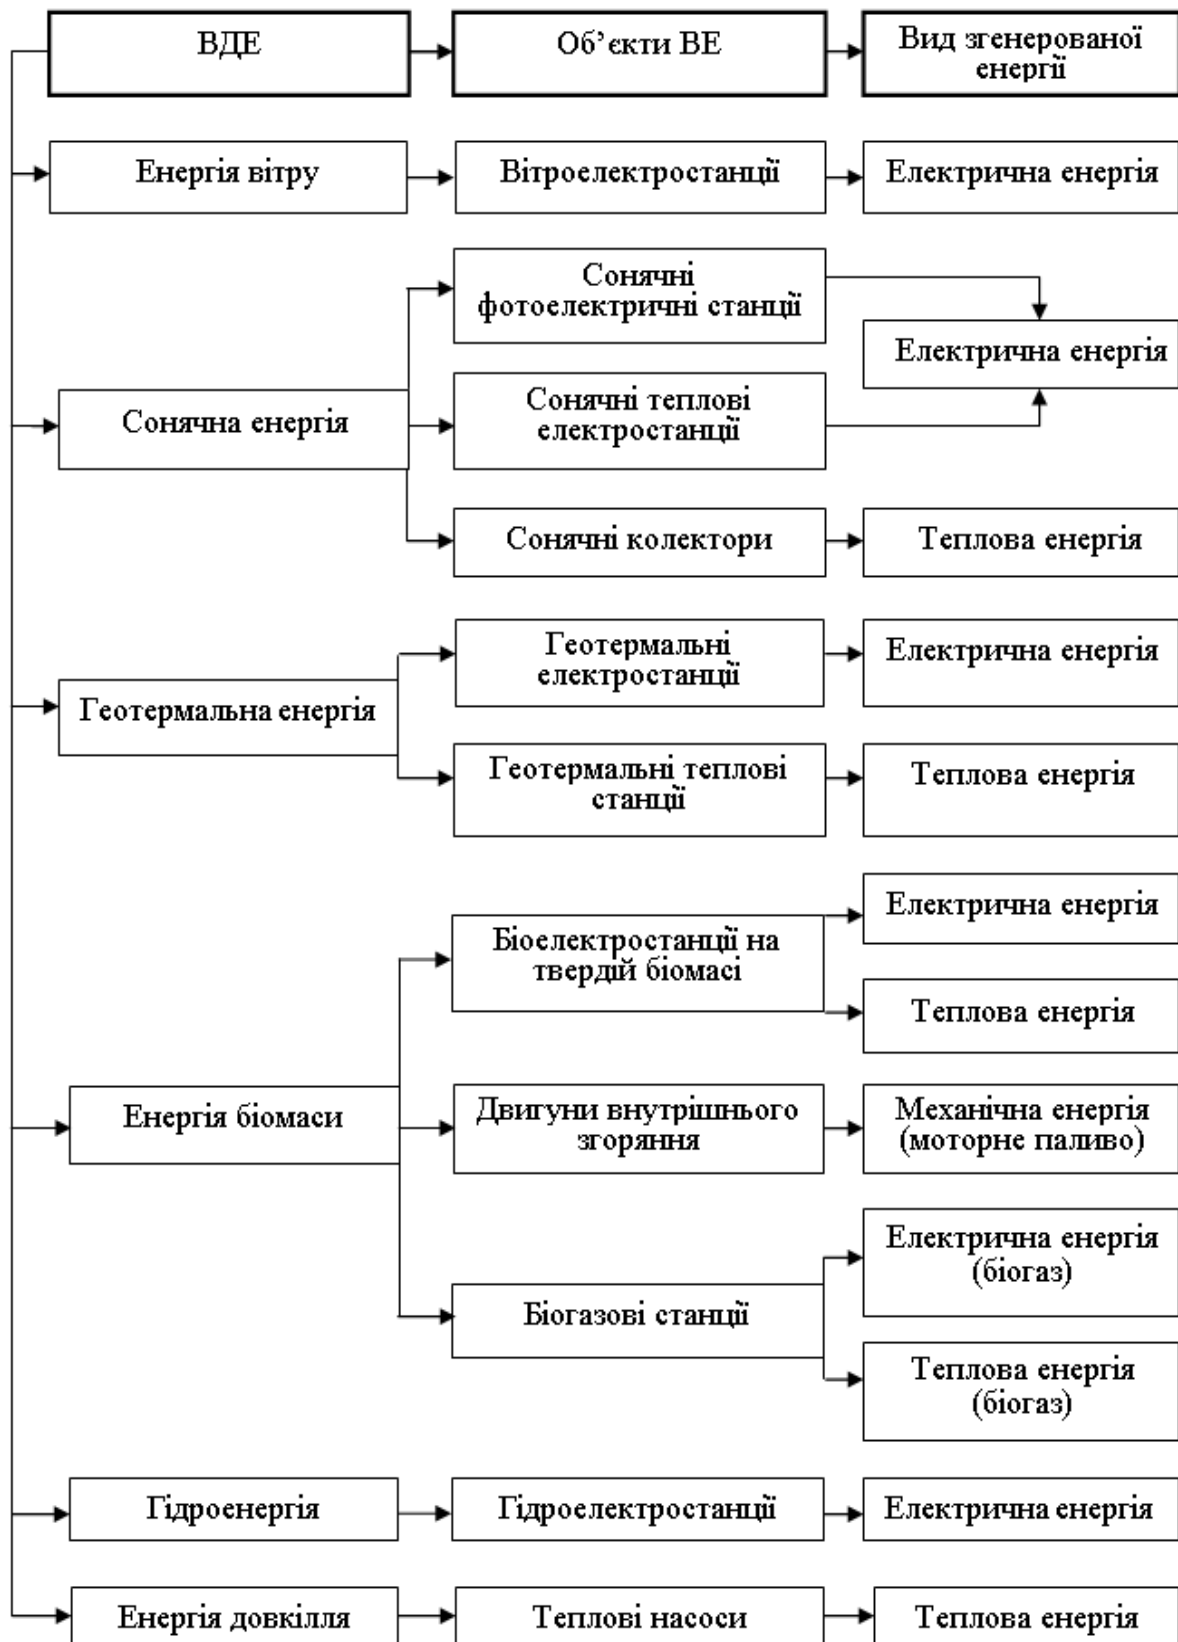 ВДЕ
Об’єкти ВЕ
Вид згенерованої
енергії
Енергія вітру
Вітроелектростанції
Електрична енергія
Сонячна енергія
Сонячні
фотоелектричні станції
Електрична енергія
Сонячні теплові
електростанції
Сонячні колектори
Теплова енергія
Геотермальна енергія
Геотермальні
електростанції
Електрична енергія
Геотермальні теплові
станції
Теплова енергія
Енергія біомаси
Біоелектростанції на
твердій біомасі
Електрична енергія
Теплова енергія
Двигуни внутрішнього
згоряння
Механічна енергія
(моторне паливо)
Біогазові станції
Електрична енергія
(біогаз)
Теплова енергія
(біогаз)
Гідроенергія
Гідроелектростанції
Електрична енергія
Енергія довкілля
Теплові насоси
Теплова енергія